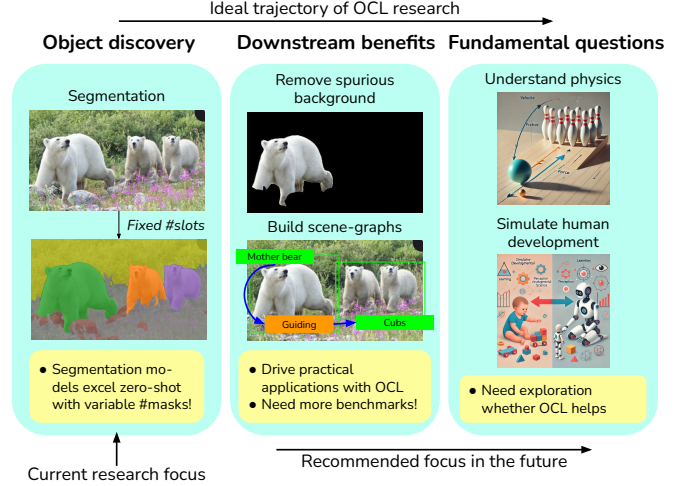 Ideal trajectory of OCL research
Object discovery
Segmentation
Fixed #slots
● Segmentation mo-
dels excel zero-shot
with variable #masks!
Current research focus
Downstream benefits
Remove spurious
background
Build scene-graphs
Mother bear
Guiding
Cubs
● Drive practical
applications with OCL
● Need more benchmarks!
Fundamental questions
Understand physics
Velocity
Force
Simulate human
development
● Need exploration
whether OCL helps
Recommended focus in the future